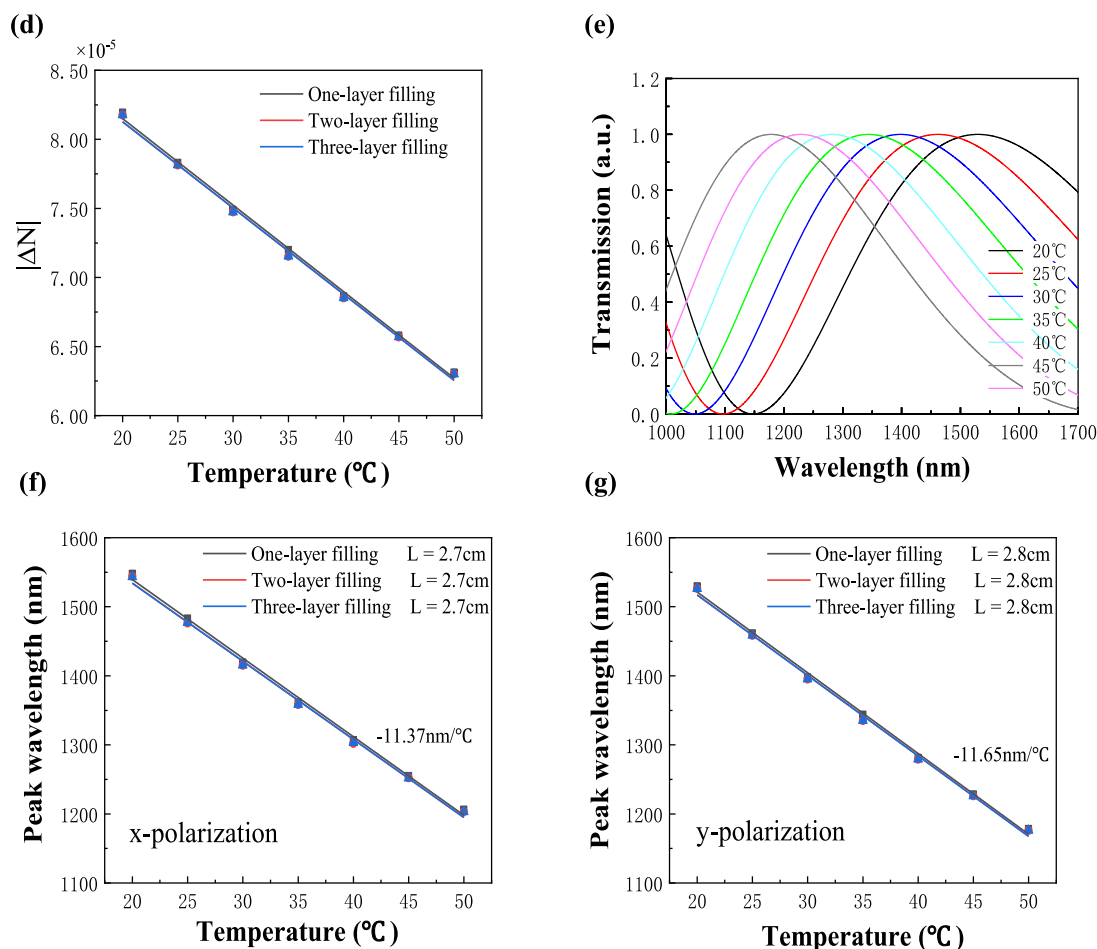 (d)
×10⁻⁵
8.50
8.00
7.50
7.00
6.50
6.00
|ΔN|
One-layer filling
Two-layer filling
Three-layer filling
20 25 30 35 40 45 50
Temperature (℃)
(e)
1.2
1.0
0.8
0.6
0.4
0.2
0.0
Transmission (a.u.)
20℃
25℃
30℃
35℃
40℃
45℃
50℃
1000 1100 1200 1300 1400 1500 1600 1700
Wavelength (nm)
(f)
1600
1500
1400
1300
1200
1100
Peak wavelength (nm)
One-layer filling L = 2.7cm
Two-layer filling L = 2.7cm
Three-layer filling L = 2.7cm
-11.37nm/℃
x-polarization
20 25 30 35 40 45 50
Temperature (℃)
(g)
1600
1500
1400
1300
1200
1100
Peak wavelength (nm)
One-layer filling L = 2.8cm
Two-layer filling L = 2.8cm
Three-layer filling L = 2.8cm
-11.65nm/℃
y-polarization
20 25 30 35 40 45 50
Temperature (℃)